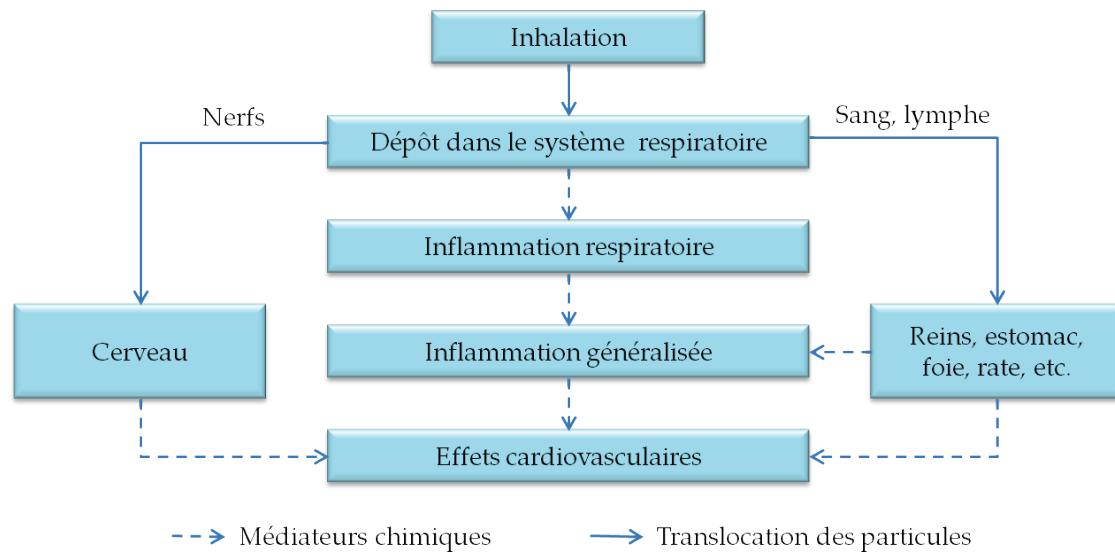 Inhalation
Nerfs
Sang, lymphe
Dépôt dans le système respiratoire
Inflammation respiratoire
Cerveau
Inflammation généralisée
Reins, estomac,
foie, rate, etc.
Effets cardiovasculaires
Médiateurs chimiques
Translocation des particules